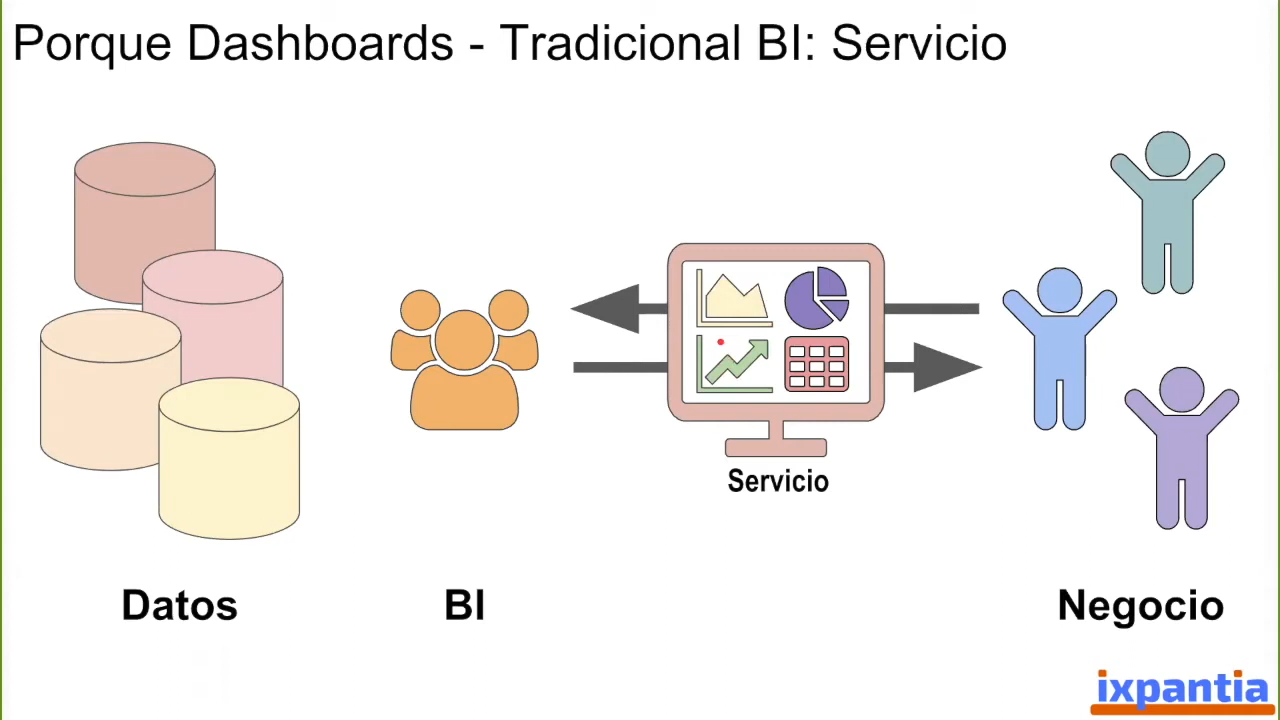 Porque Dashboards - Tradicional BI: Servicio
Servicio
Datos
BI
Negocio
ixpantia